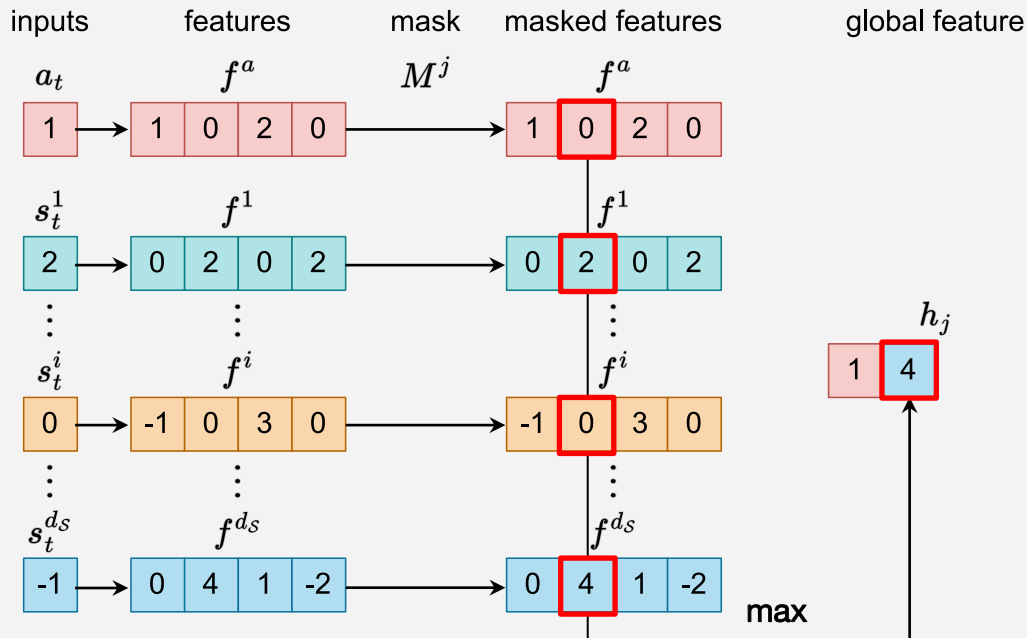 inputs features mask masked features global feature
a_t f^a M^j f^a
1 1 0 2 0 1 0 2 0
s_t^1 f^1 f^1
2 0 2 0 2 0 2 0 2
⋮ ⋮ ⋮
h_j
s_t^i f^i f^i
1 4
0 -1 0 3 0 -1 0 3 0
⋮ ⋮ ⋮
s_t^{d_S} f^{d_S} f^{d_S}
-1 0 4 1 -2 0 4 1 -2
max